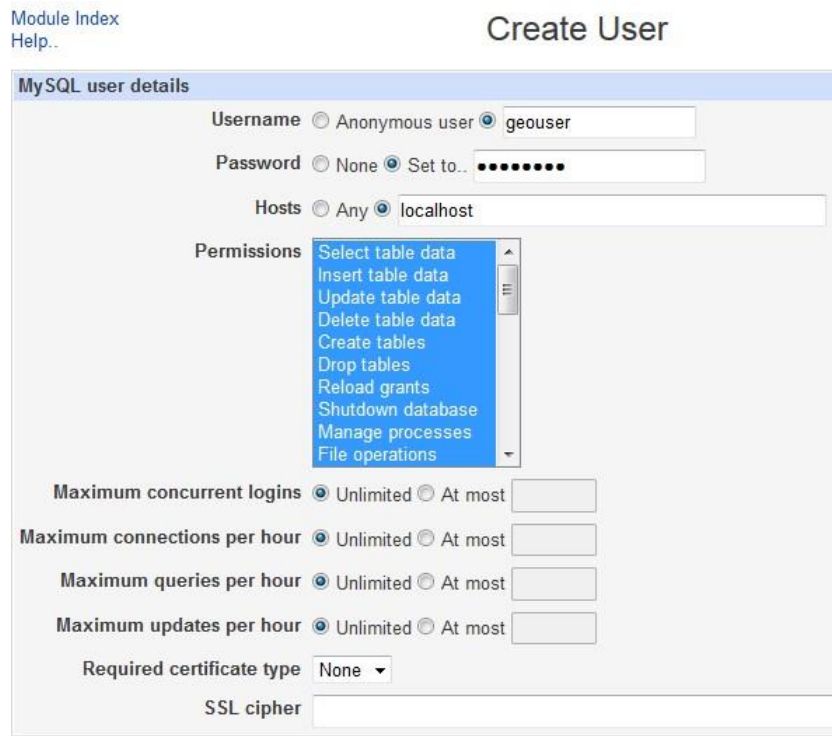 Module Index
Help..
Create User
MySQL user details
Username Anonymous user geouser
Password None Set to.. ●●●●●●●●
Hosts Any localhost
Permissions Select table data
Insert table data
Update table data
Delete table data
Create tables
Drop tables
Reload grants
Shutdown database
Manage processes
File operations
Maximum concurrent logins Unlimited At most
Maximum connections per hour Unlimited At most
Maximum queries per hour Unlimited At most
Maximum updates per hour Unlimited At most
Required certificate type None
SSL cipher